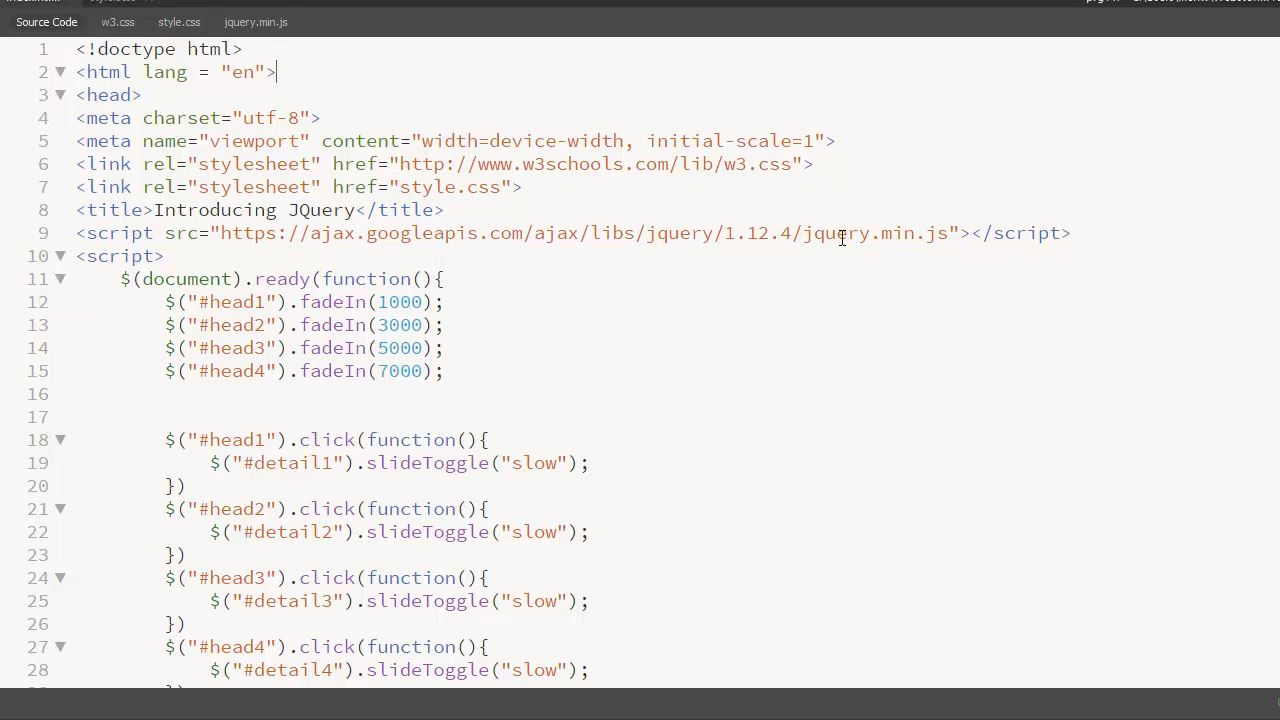 Source Code w3.css style.css jquery.min.js
1 <!doctype html>
2 <html lang = "en">
3 <head>
4 <meta charset="utf-8">
5 <meta name="viewport" content="width=device-width, initial-scale=1">
6 <link rel="stylesheet" href="http://www.w3schools.com/lib/w3.css">
7 <link rel="stylesheet" href="style.css">
8 <title>Introducing JQuery</title>
9 <script src="https://ajax.googleapis.com/ajax/libs/jquery/1.12.4/jquery.min.js"></script>
10 <script>
11 $(document).ready(function(){
12 $("#head1").fadeIn(1000);
13 $("#head2").fadeIn(3000);
14 $("#head3").fadeIn(5000);
15 $("#head4").fadeIn(7000);
16
17
18 $("#head1").click(function(){
19 $("#detail1").slideToggle("slow");
20 })
21 $("#head2").click(function(){
22 $("#detail2").slideToggle("slow");
23 })
24 $("#head3").click(function(){
25 $("#detail3").slideToggle("slow");
26 })
27 $("#head4").click(function(){
28 $("#detail4").slideToggle("slow");